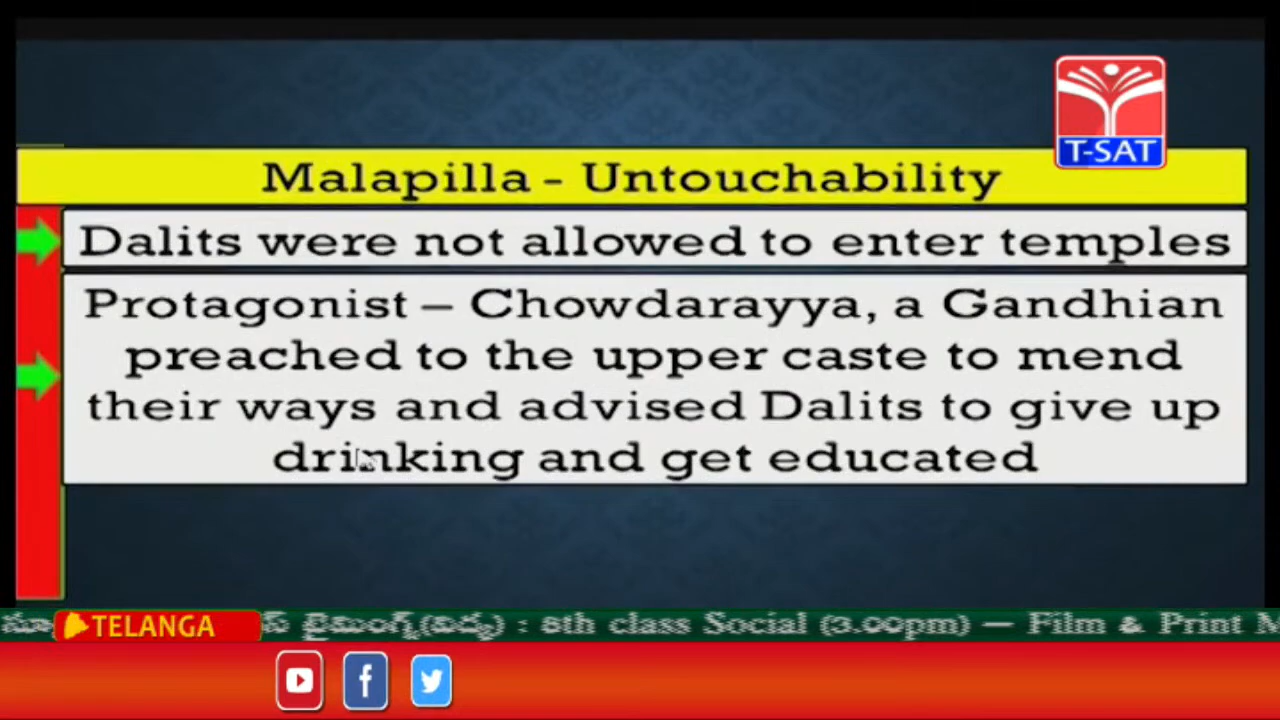 T-SAT
Malapilla - Untouchability
Dalits were not allowed to enter temples
Protagonist – Chowdarayya, a Gandhian
preached to the upper caste to mend
their ways and advised Dalits to give up
drinking and get educated
TELANGA
: 8th class Social (3.00pm) – Film & Print